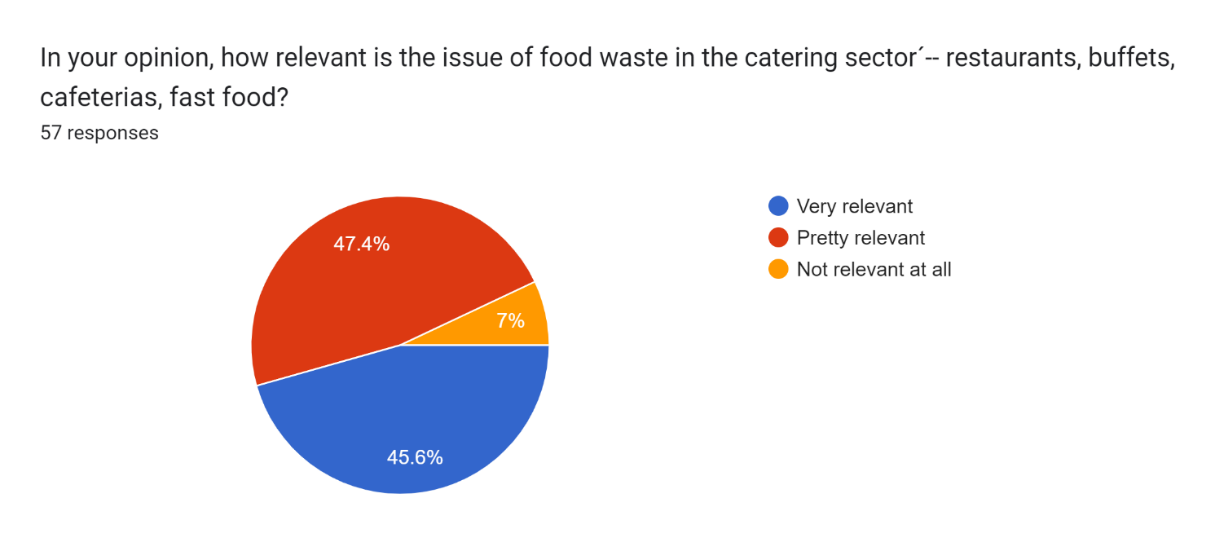 In your opinion, how relevant is the issue of food waste in the catering sector´-- restaurants, buffets,
cafeterias, fast food?
57 responses
Very relevant
Pretty relevant
Not relevant at all
47.4%
7%
45.6%